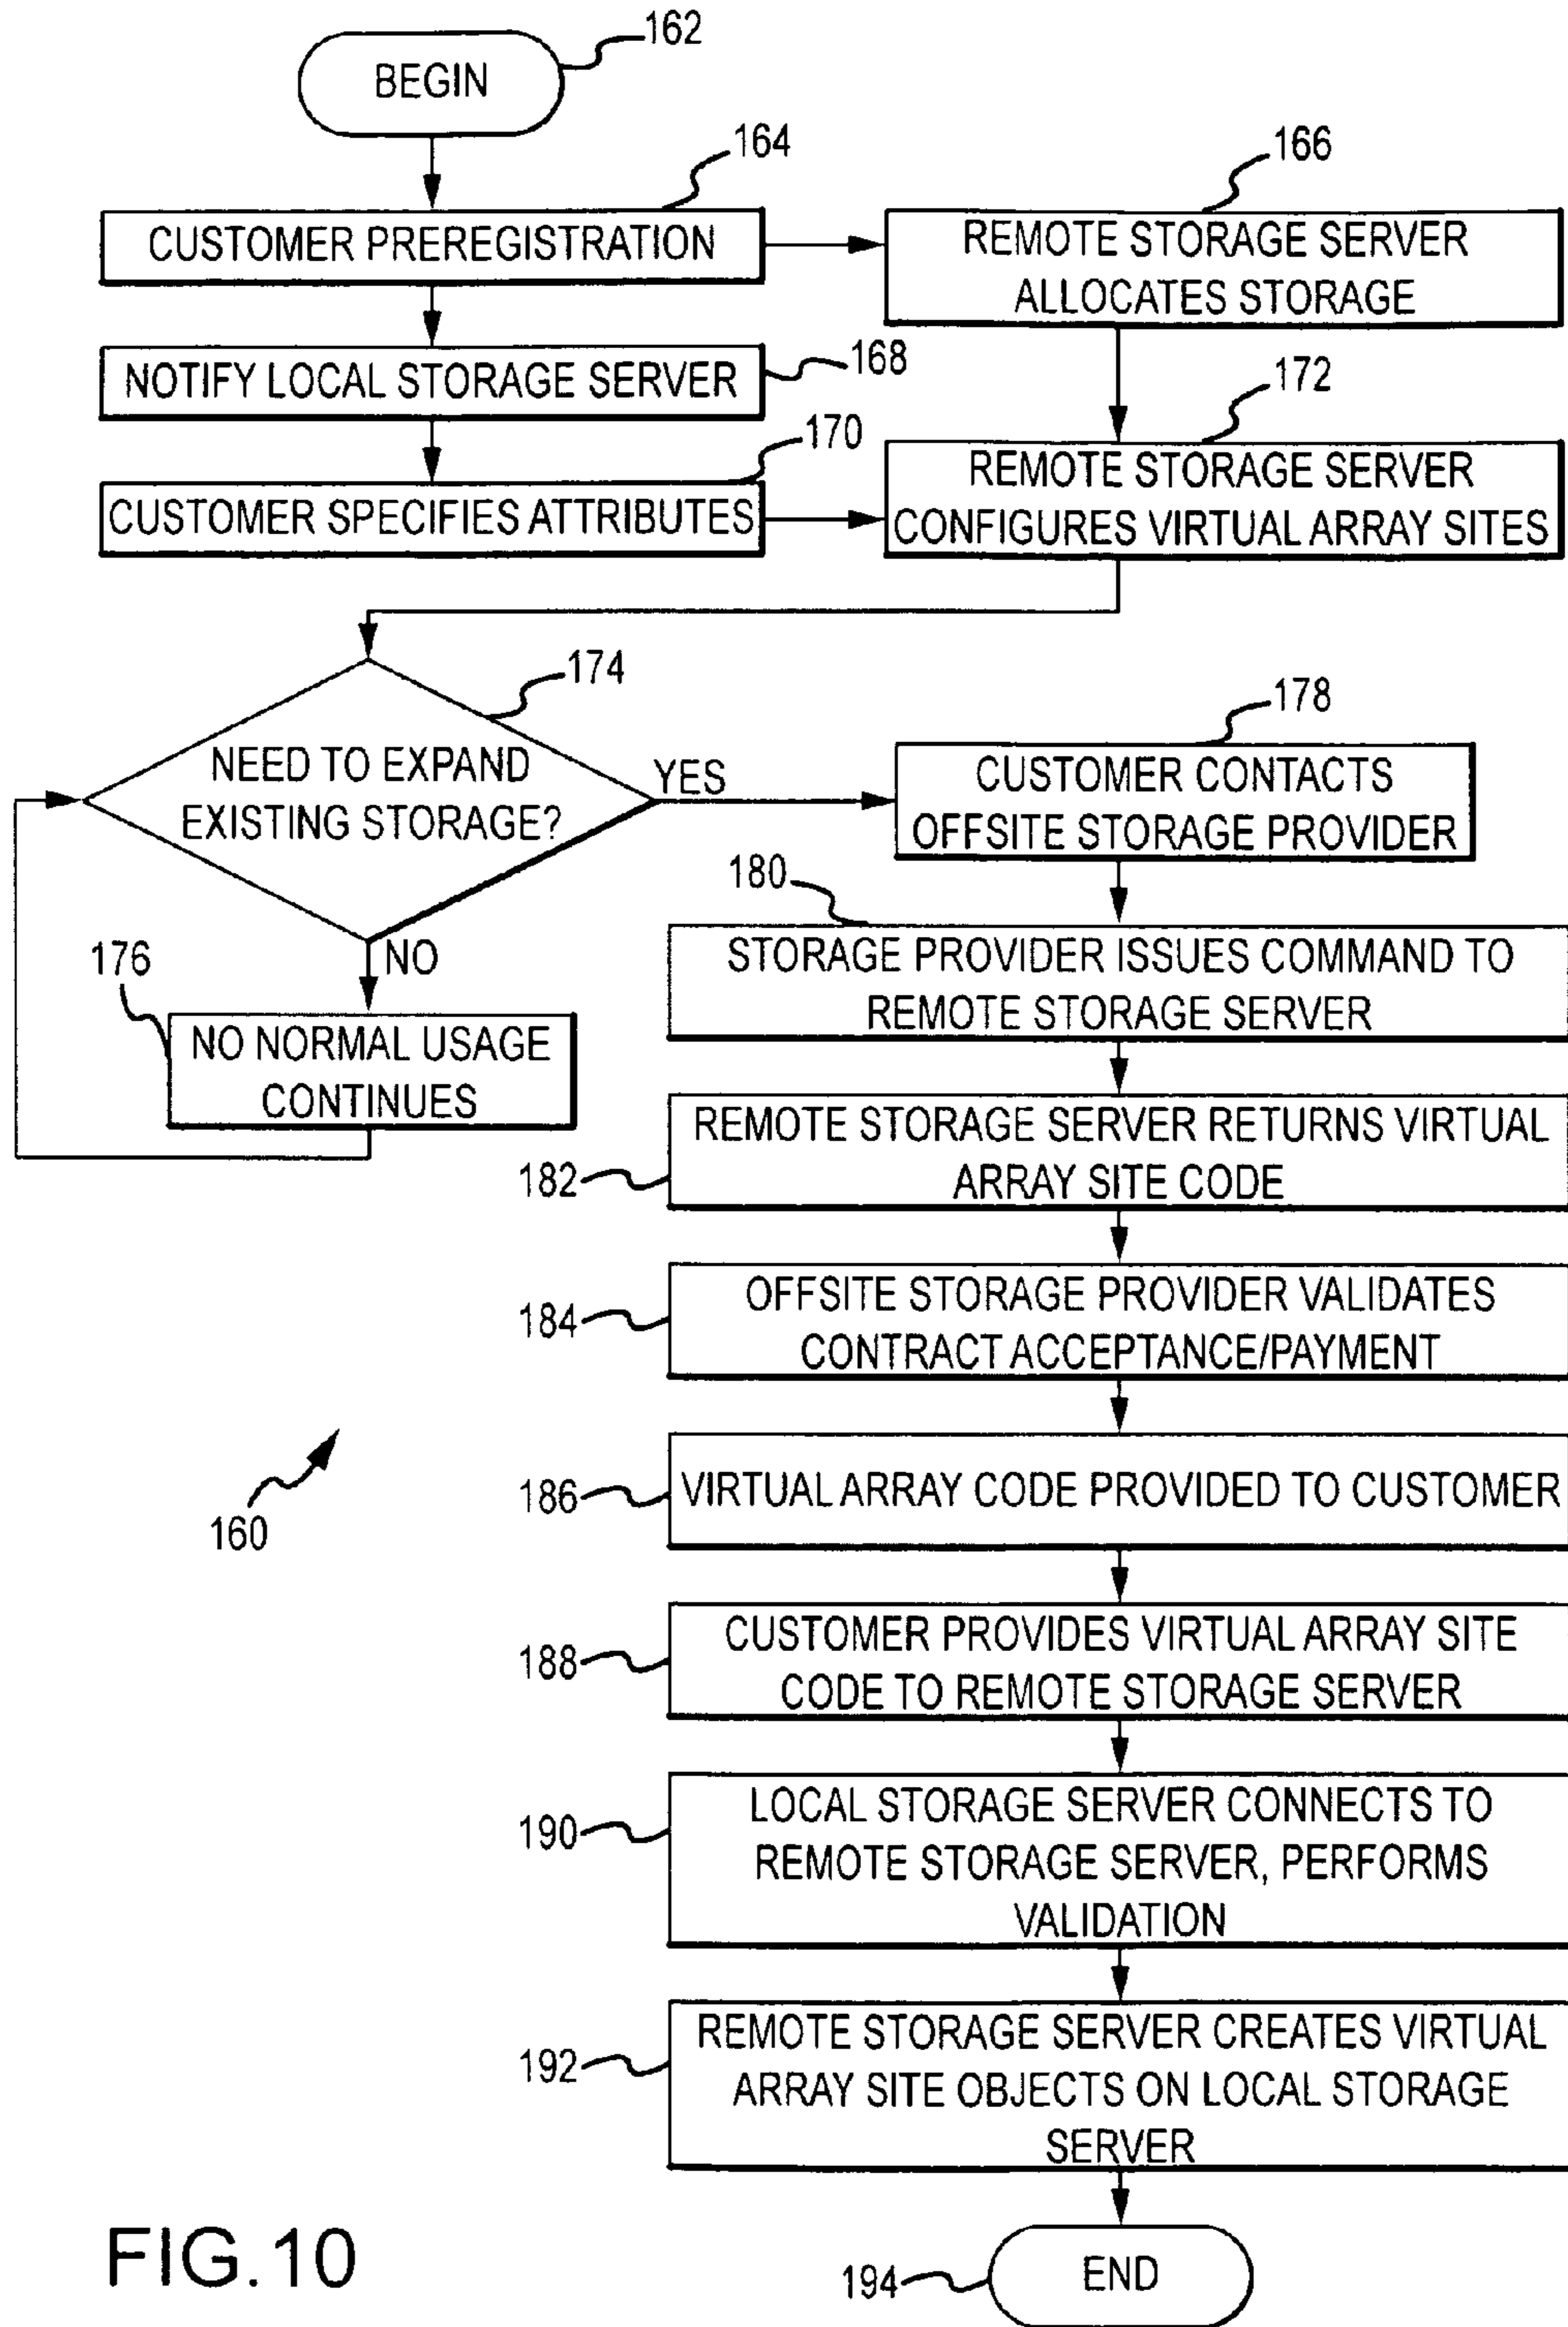 162
BEGIN
164
166
CUSTOMER PREREGISTRATION
REMOTE STORAGE SERVER
ALLOCATES STORAGE
NOTIFY LOCAL STORAGE SERVER
168
172
170
CUSTOMER SPECIFIES ATTRIBUTES
REMOTE STORAGE SERVER
CONFIGURES VIRTUAL ARRAY SITES
174
NEED TO EXPAND
EXISTING STORAGE?
YES
178
CUSTOMER CONTACTS
OFFSITE STORAGE PROVIDER
NO
176
NO NORMAL USAGE
CONTINUES
180
STORAGE PROVIDER ISSUES COMMAND TO
REMOTE STORAGE SERVER
REMOTE STORAGE SERVER RETURNS VIRTUAL
ARRAY SITE CODE
182
OFFSITE STORAGE PROVIDER VALIDATES
CONTRACT ACCEPTANCE/PAYMENT
184
VIRTUAL ARRAY CODE PROVIDED TO CUSTOMER
186
160
CUSTOMER PROVIDES VIRTUAL ARRAY SITE
CODE TO REMOTE STORAGE SERVER
188
LOCAL STORAGE SERVER CONNECTS TO
REMOTE STORAGE SERVER, PERFORMS
VALIDATION
190
REMOTE STORAGE SERVER CREATES VIRTUAL
ARRAY SITE OBJECTS ON LOCAL STORAGE
SERVER
192
END
194
FIG.10